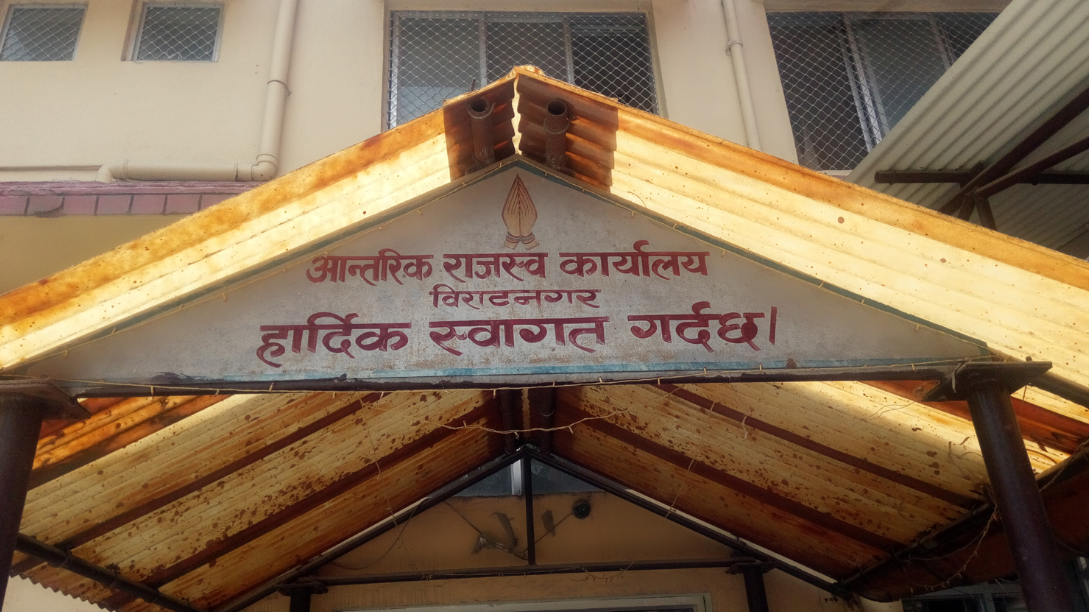 आन्तरिक राजस्व कार्यालय
विराटनगर
हार्दिक स्वागत गर्दछ।